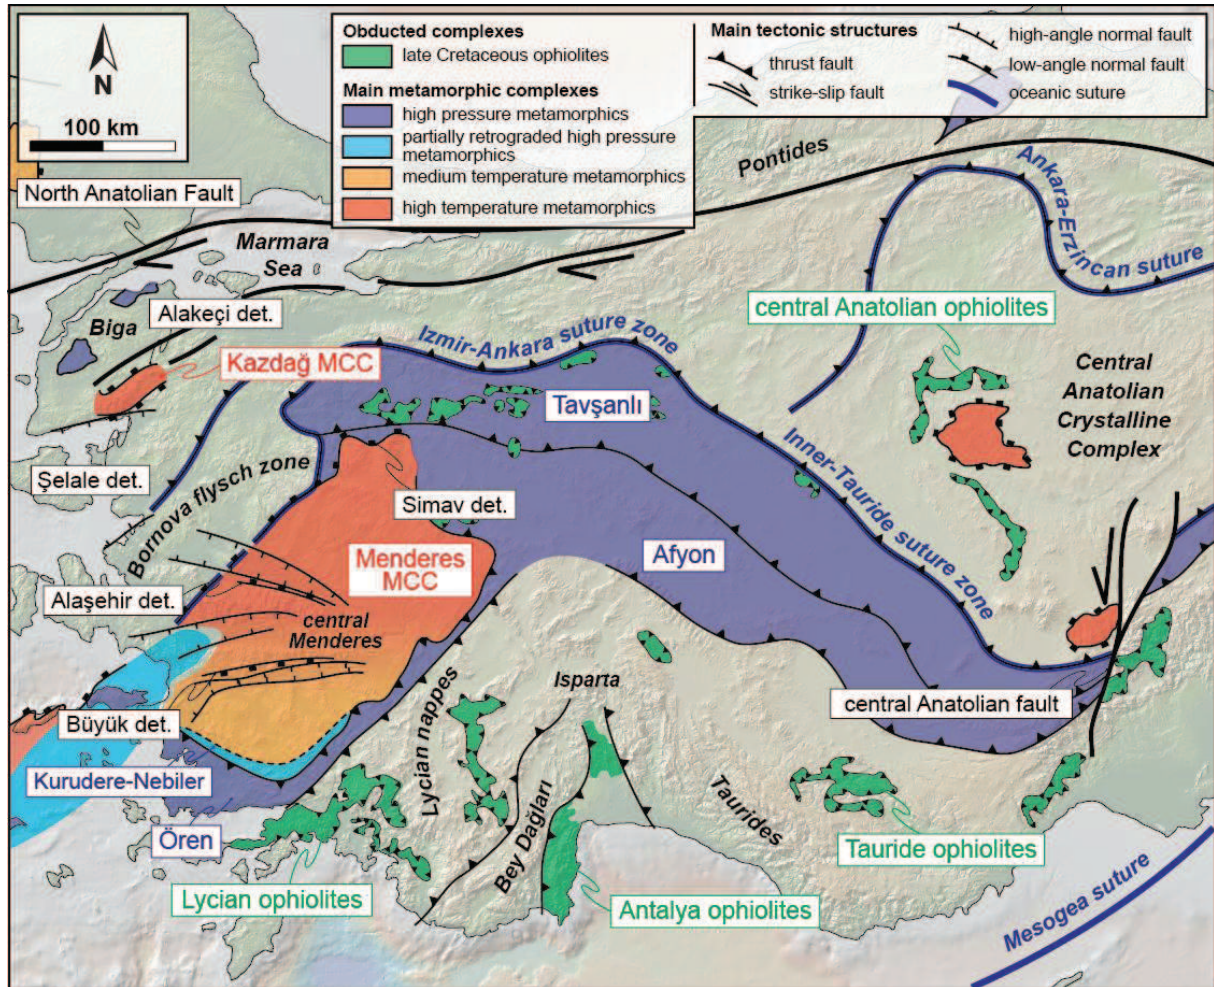 N
100 km
Obducted complexes
late Cretaceous ophiolites
Main metamorphic complexes
high pressure metamorphics
partially retrograded high pressure
metamorphics
medium temperature metamorphics
high temperature metamorphics
Main tectonic structures
thrust fault
strike-slip fault
high-angle normal fault
low-angle normal fault
oceanic suture
North Anatolian Fault
Pontides
Ankara-Erzincan suture
Marmara
Sea
Alakeçi det.
Biga
Kazdağ MCC
Izmir-Ankara suture zone
central Anatolian ophiolites
Central
Anatolian
Crystalline
Complex
Tavşanlı
Inner-Tauride suture zone
Şelale det.
Bornova flysch zone
Simav det.
Menderes
MCC
Afyon
Alaşehir det.
central
Menderes
Isparta
central Anatolian fault
Büyük det.
Kurudere-Nebiler
Lycian nappes
Ören
Bey Dağları
Taurides
Tauride ophiolites
Lycian ophiolites
Antalya ophiolites
Mesogea suture